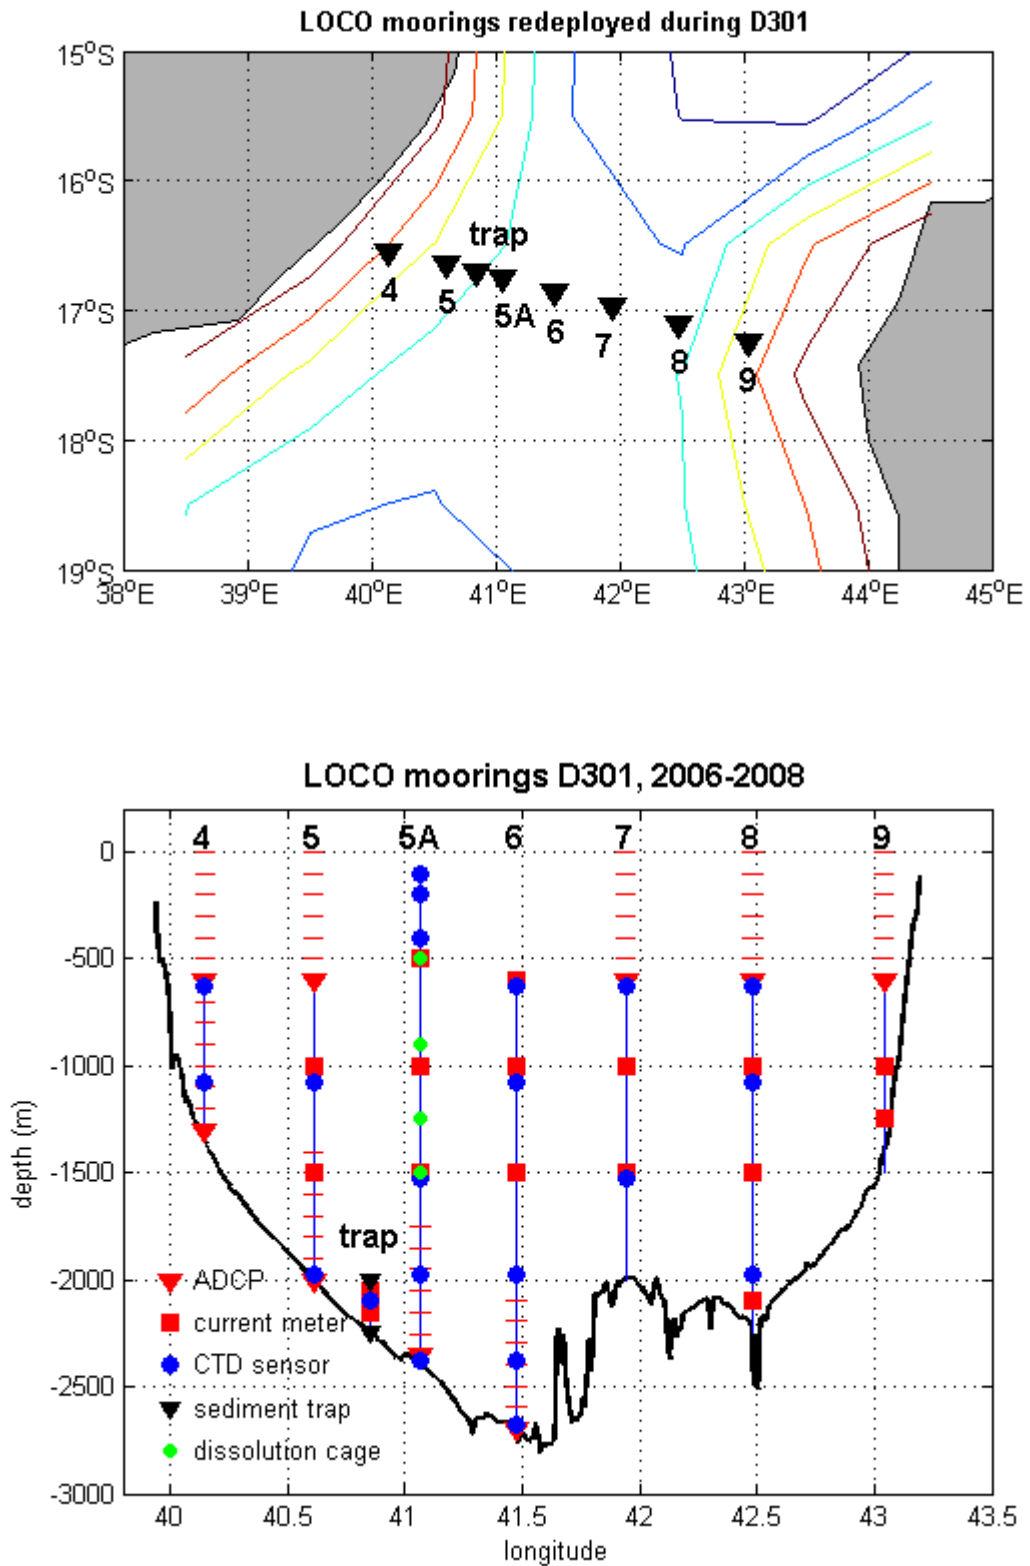 LOCO moorings redeployed during D301
15°S
16°S
17°S
18°S
19°S
trap
4
5
5A
6
7
8
9
38°E
39°E
40°E
41°E
42°E
43°E
44°E
45°E
LOCO moorings D301, 2006-2008
4
5
5A
6
7
8
9
0
-500
-1000
-1500
-2000
-2500
-3000
depth (m)
trap
ADCP
current meter
CTD sensor
sediment trap
dissolution cage
40
40.5
41
41.5
42
42.5
43
43.5
longitude